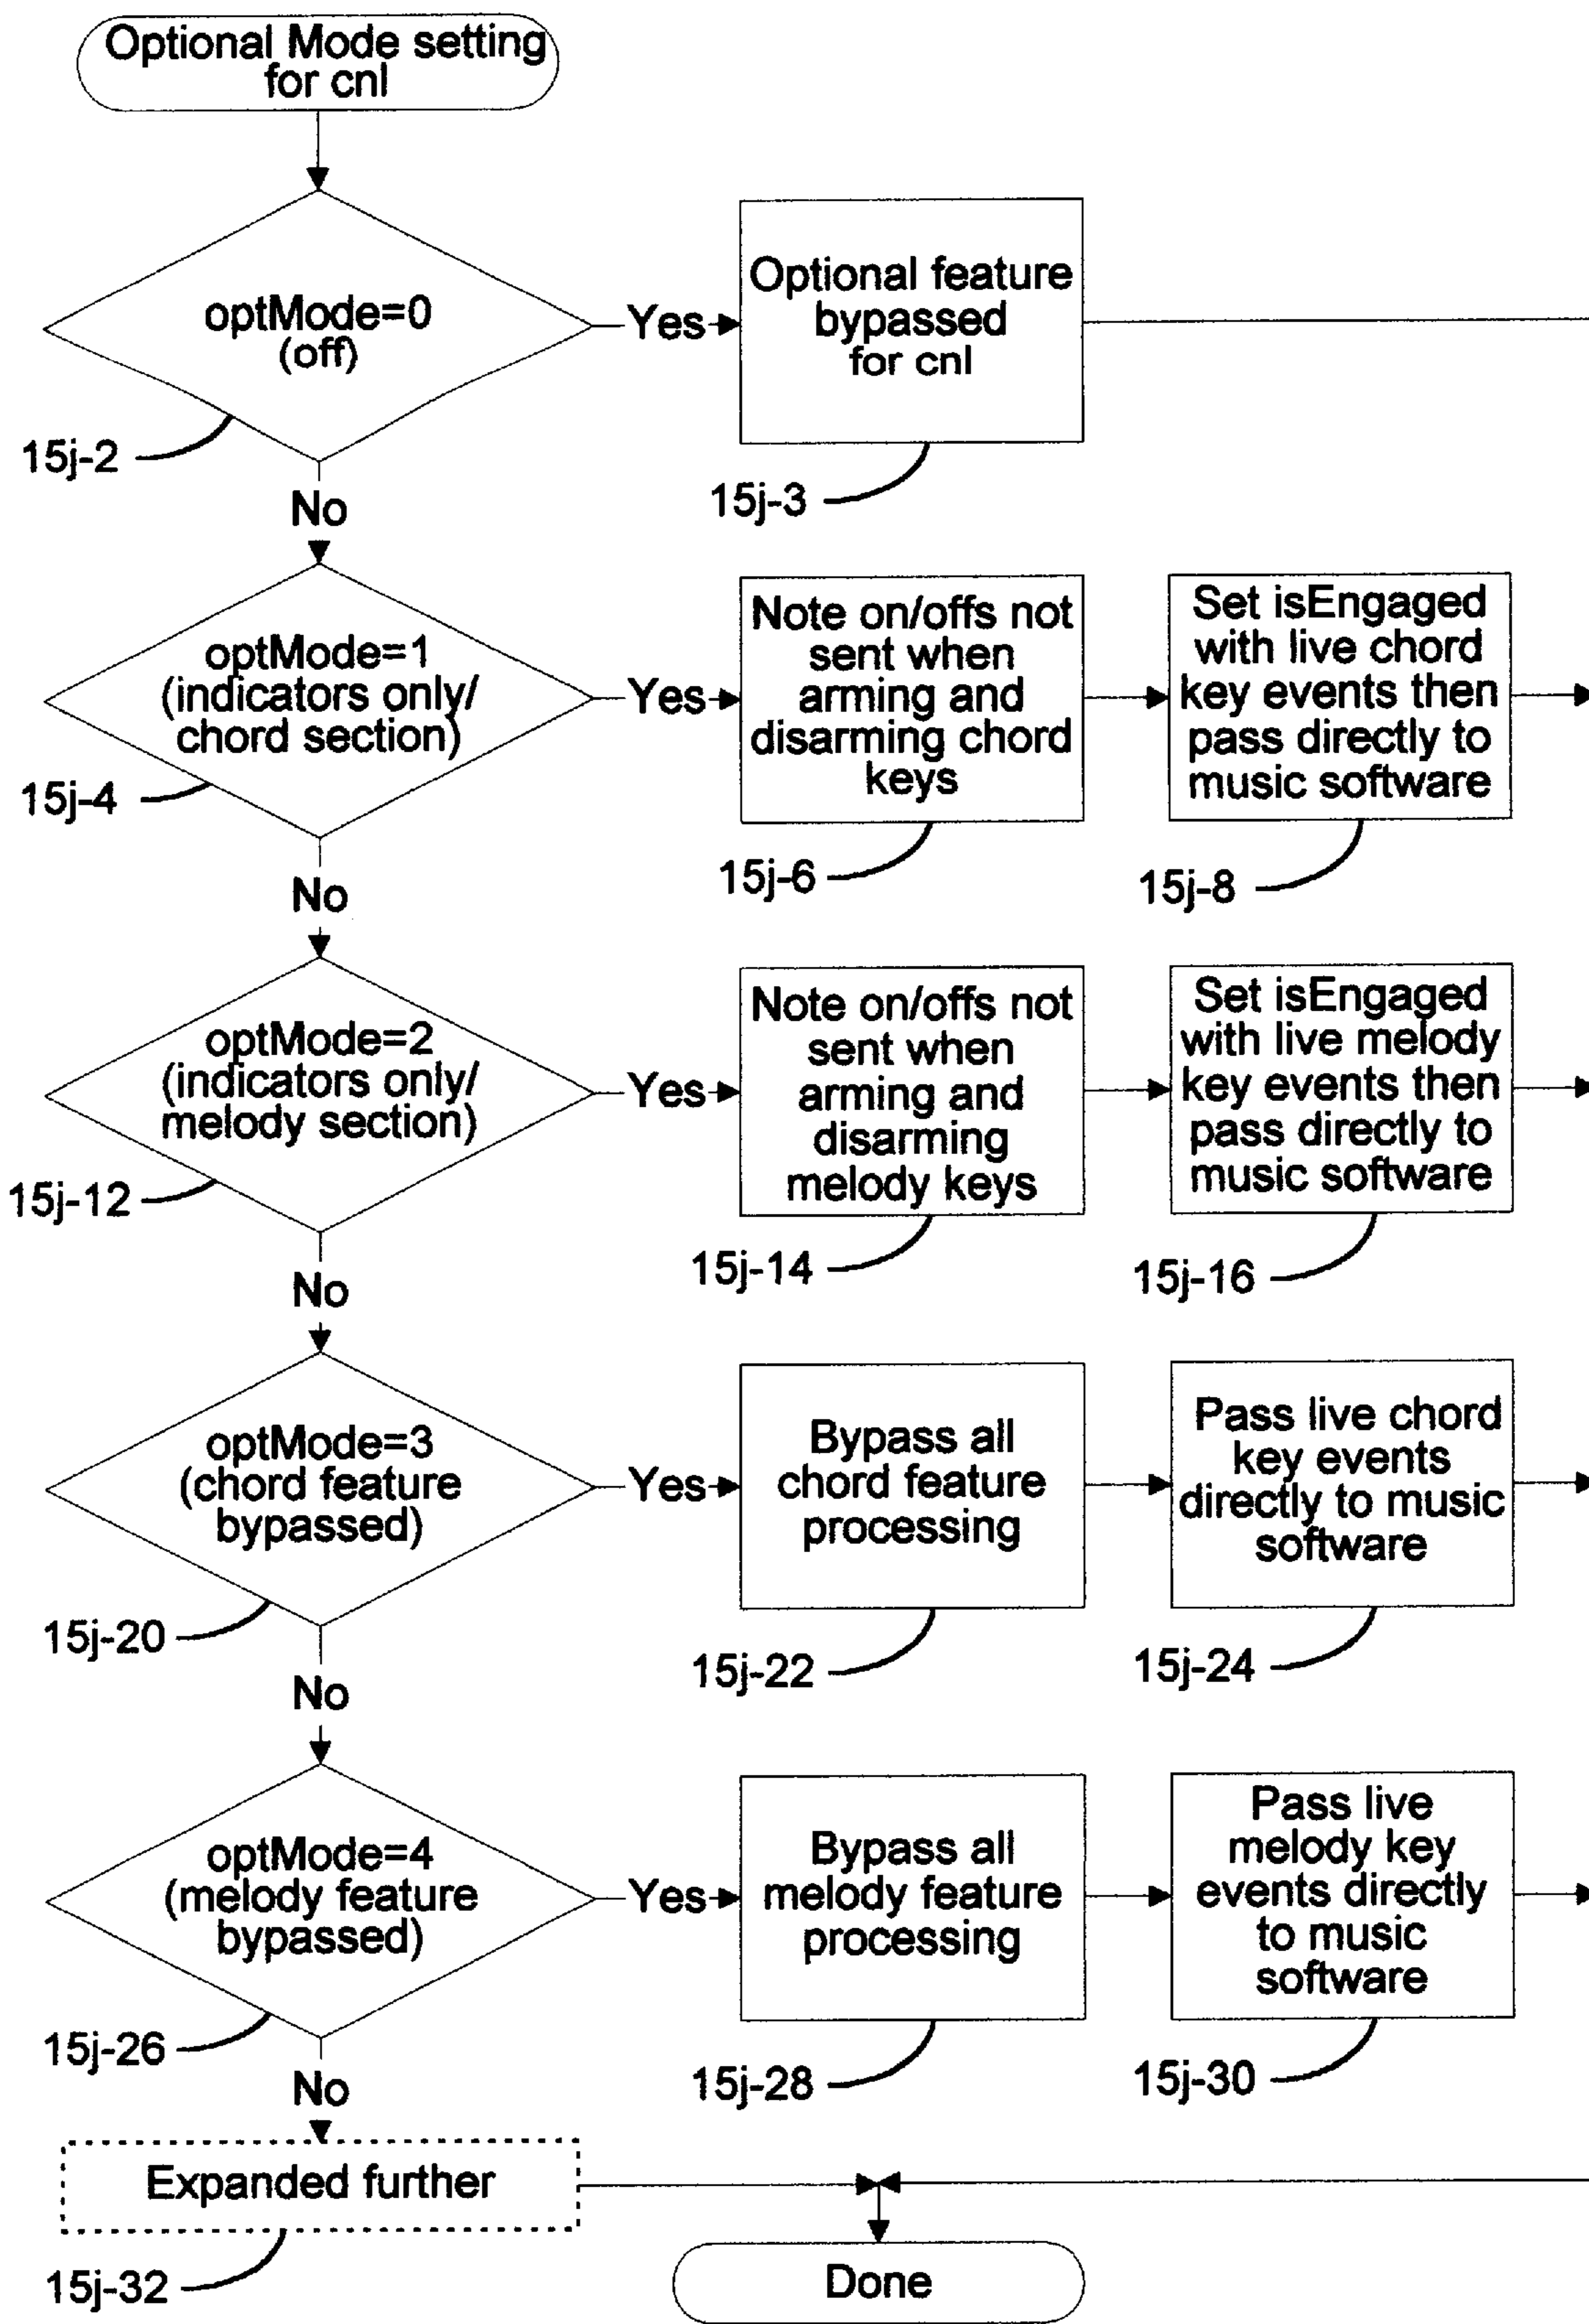 Optional Mode setting
for cnl
optMode=0
(off)
Yes
Optional feature
bypassed
for cnl
15j-2
15j-3
No
optMode=1
(indicators only/
chord section)
Yes
Note on/offs not
sent when
arming and
disarming chord
keys
Set isEngaged
with live chord
key events then
pass directly to
music software
15j-4
15j-6
15j-8
No
optMode=2
(indicators only/
melody section)
Yes
Note on/offs not
sent when
arming and
disarming
melody keys
Set isEngaged
with live melody
key events then
pass directly to
music software
15j-12
15j-14
15j-16
No
optMode=3
(chord feature
bypassed)
Yes
Bypass all
chord feature
processing
Pass live chord
key events
directly to music
software
15j-20
15j-22
15j-24
No
optMode=4
(melody feature
bypassed)
Yes
Bypass all
melody feature
processing
Pass live
melody key
events directly
to music
software
15j-26
15j-28
15j-30
No
Expanded further
15j-32
Done